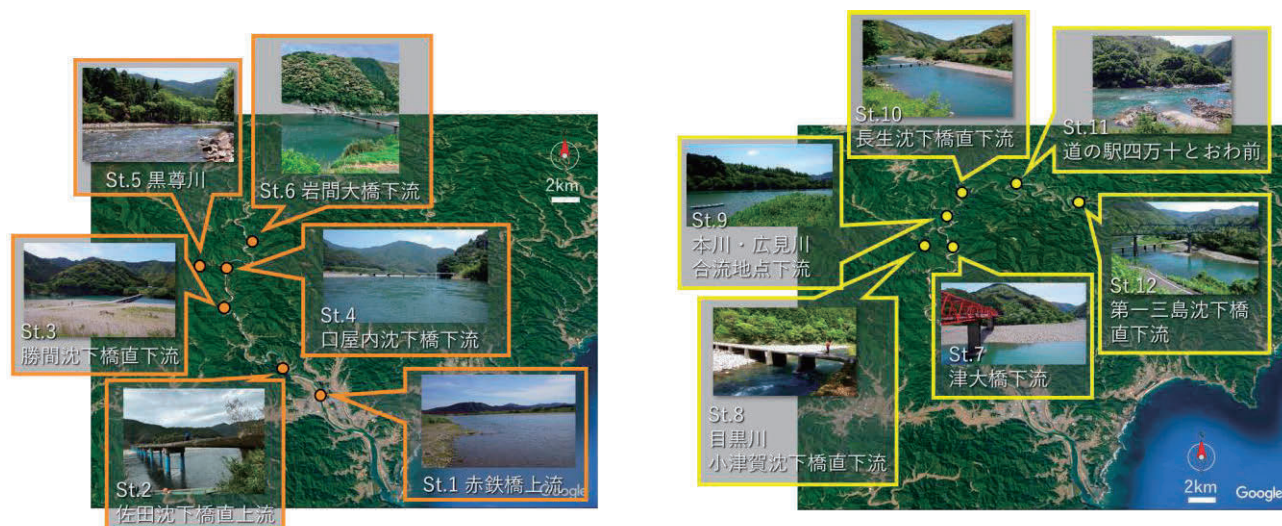 St.5 黒尊川
St.6 岩間大橋下流
2km
St.3
勝間沈下橋直下流
St.4
口屋内沈下橋下流
St.2
佐田沈下橋直上流
St.1 赤鉄橋上流
Google
St.10
長生沈下橋直下流
St.11
道の駅四万十とおわ前
St.9
本川・広見川
合流地点下流
St.12
第一三島沈下橋
直下流
St.7
津大橋下流
St.8
目黒川
小津賀沈下橋直下流
2km
Google